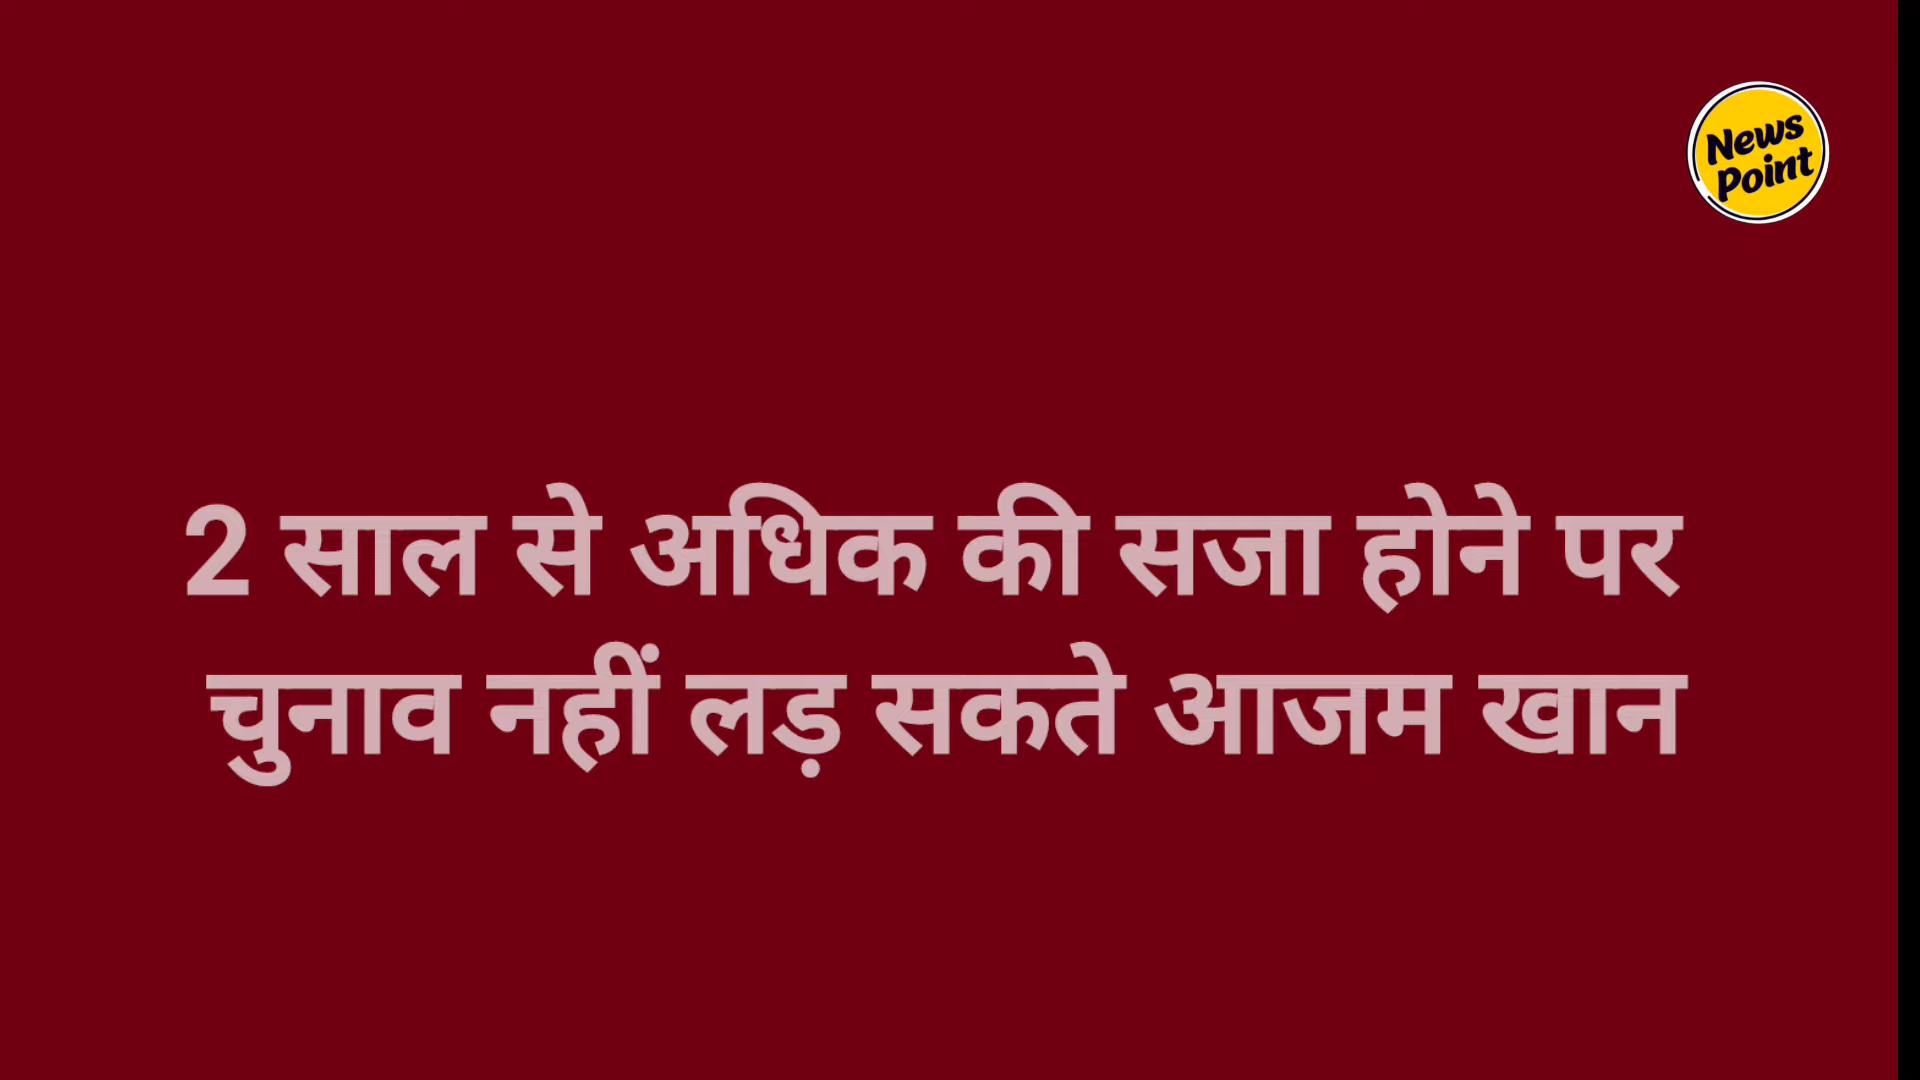 News
Point
2 साल से अधिक की सजा होने पर
चुनाव नहीं लड़ सकते आजम खान